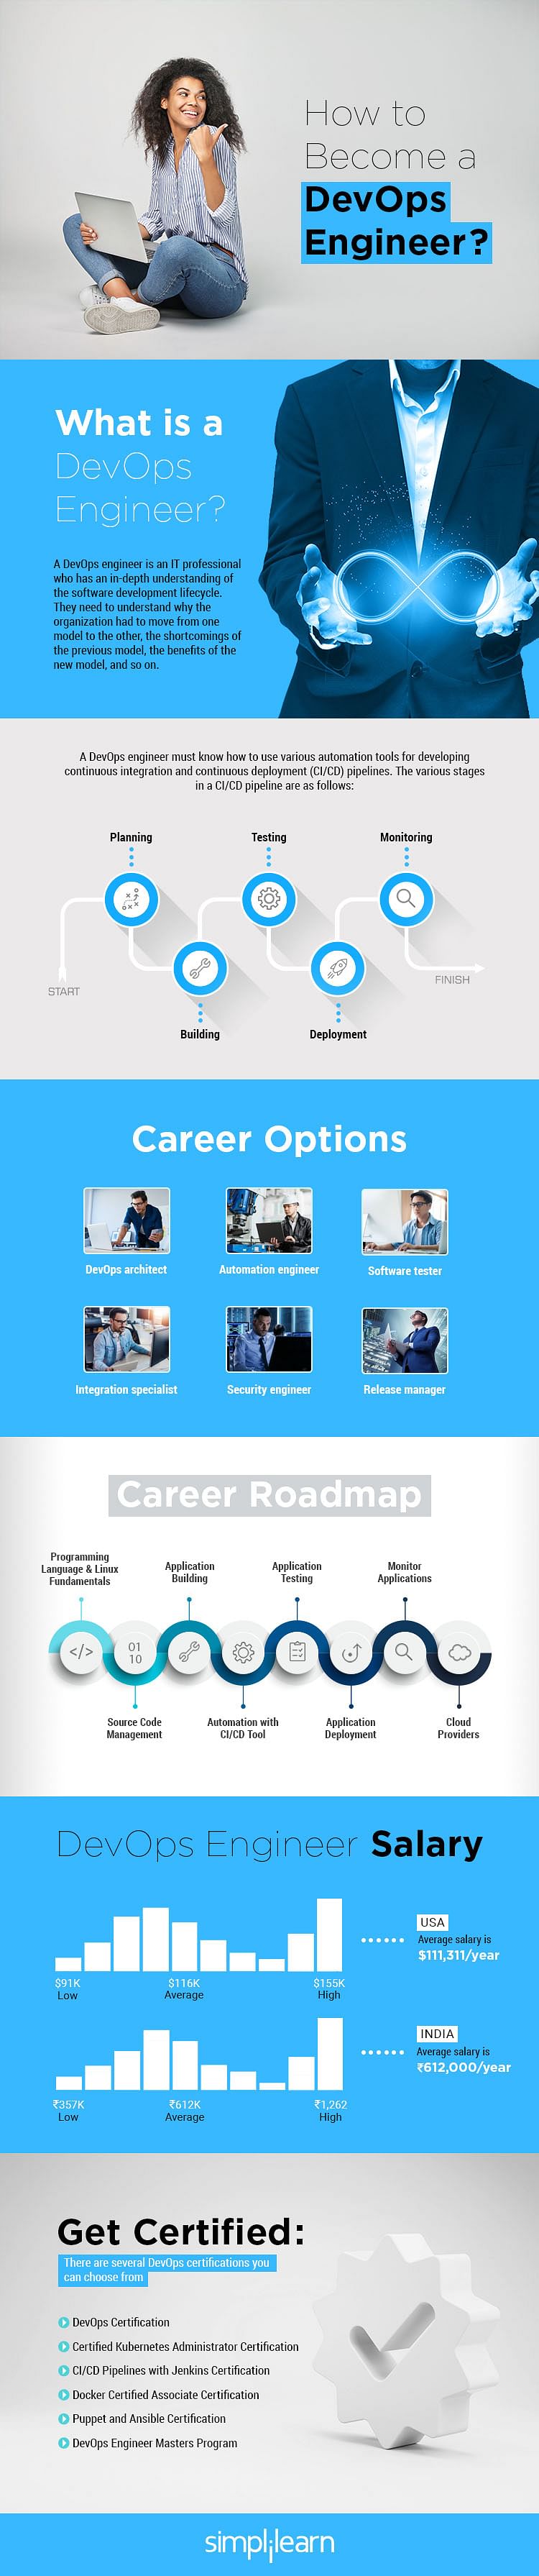 How to
Become a
DevOps
Engineer?
What is a
DevOps
Engineer?
A DevOps engineer is an IT professional
who has an in-depth understanding of
the software development lifecycle.
They need to understand why the
organization had to move from one
model to the other, the shortcomings of
the previous model, the benefits of the
new model, and so on.
A DevOps engineer must know how to use various automation tools for developing
continuous integration and continuous deployment (CI/CD) pipelines. The various stages
in a CI/CD pipeline are as follows:
Planning
Testing
Monitoring
START
FINISH
Building
Deployment
Career Options
DevOps architect
Automation engineer
Software tester
Integration specialist
Security engineer
Release manager
Career Roadmap
Programming
Language & Linux
Fundamentals
Application
Building
Application
Testing
Monitor
Applications
</>
01
10
Source Code
Management
Automation with
CI/CD Tool
Application
Deployment
Cloud
Providers
DevOps Engineer Salary
USA
Average salary is
$111,311/year
$91K
Low
$116K
Average
$155K
High
INDIA
Average salary is
₹612,000/year
₹357K
Low
₹612K
Average
₹1,262
High
Get Certified:
There are several DevOps certifications you
can choose from
DevOps Certification
Certified Kubernetes Administrator Certification
CI/CD Pipelines with Jenkins Certification
Docker Certified Associate Certification
Puppet and Ansible Certification
DevOps Engineer Masters Program
simplilearn